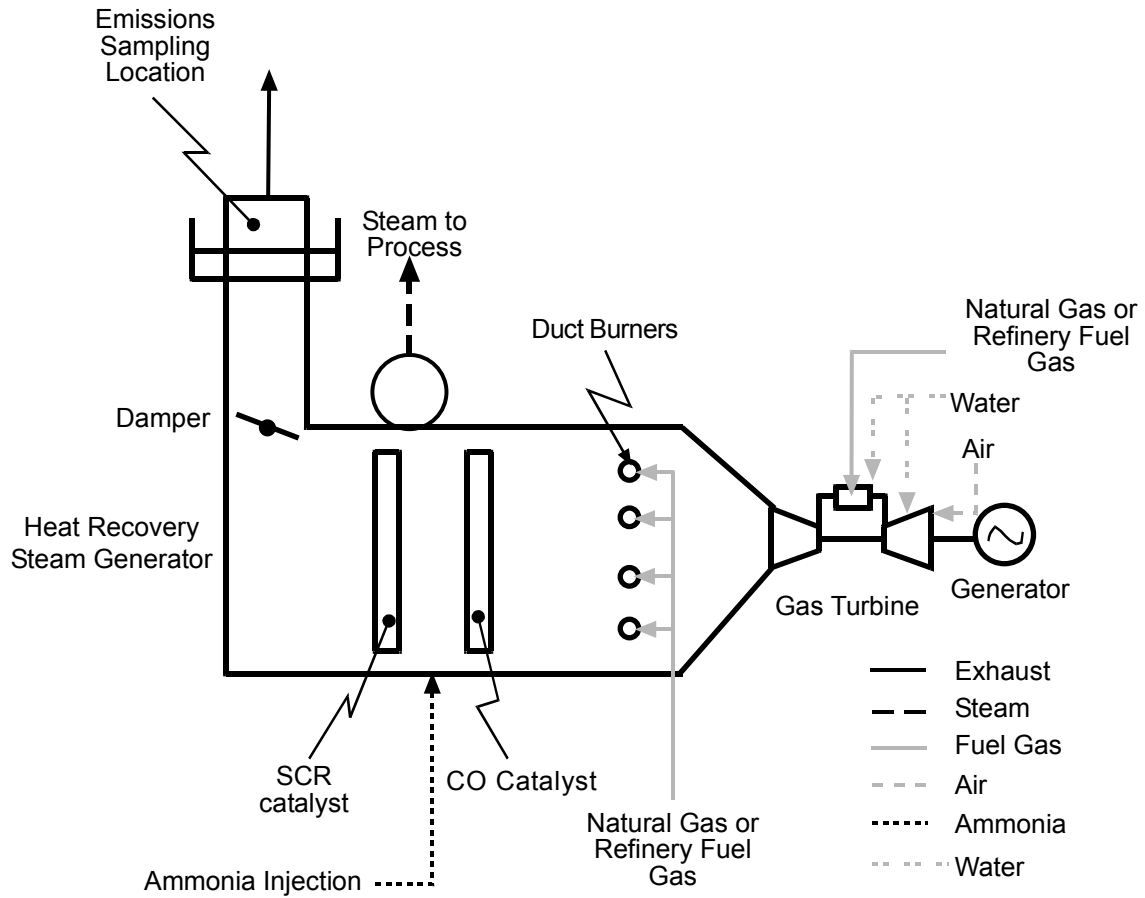 Emissions
Sampling
Location
Steam to
Process
Duct Burners
Natural Gas or
Refinery Fuel
Gas
Water
Air
Damper
Heat Recovery
Steam Generator
Generator
Gas Turbine
Exhaust
Steam
Fuel Gas
Air
Ammonia
Water
SCR
catalyst
CO Catalyst
Natural Gas or
Refinery Fuel
Gas
Ammonia Injection